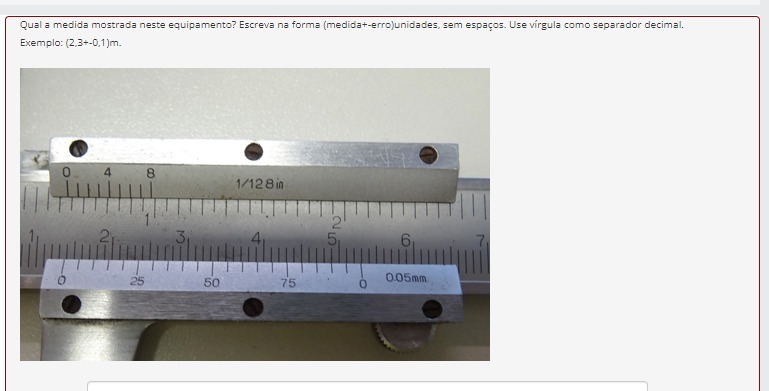 Qual a medida mostrada neste equipamento? Escreva na forma (medida+-erro)unidades, sem espaços. Use vírgula como separador decimal.
Exemplo: (2,3+-0,1)m.
0 4 8
1/128in
1 2
1 2 3 4 5 6 7
0 25 50 75 0 0.05mm